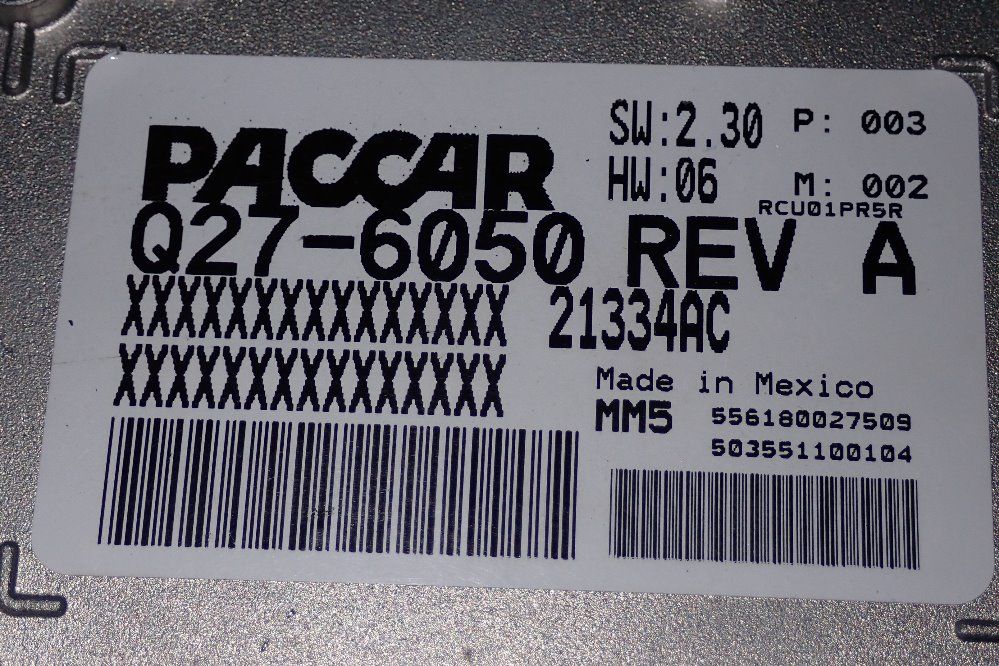 PACCAR
SW:2.30 P: 003
HW:06 M: 002
RCU01PR5R
Q27-6050 REV A
XXXXXXXXXXXXXXX 21334AC
XXXXXXXXXXXXXXX
Made in Mexico
MM5 556180027509
503551100104